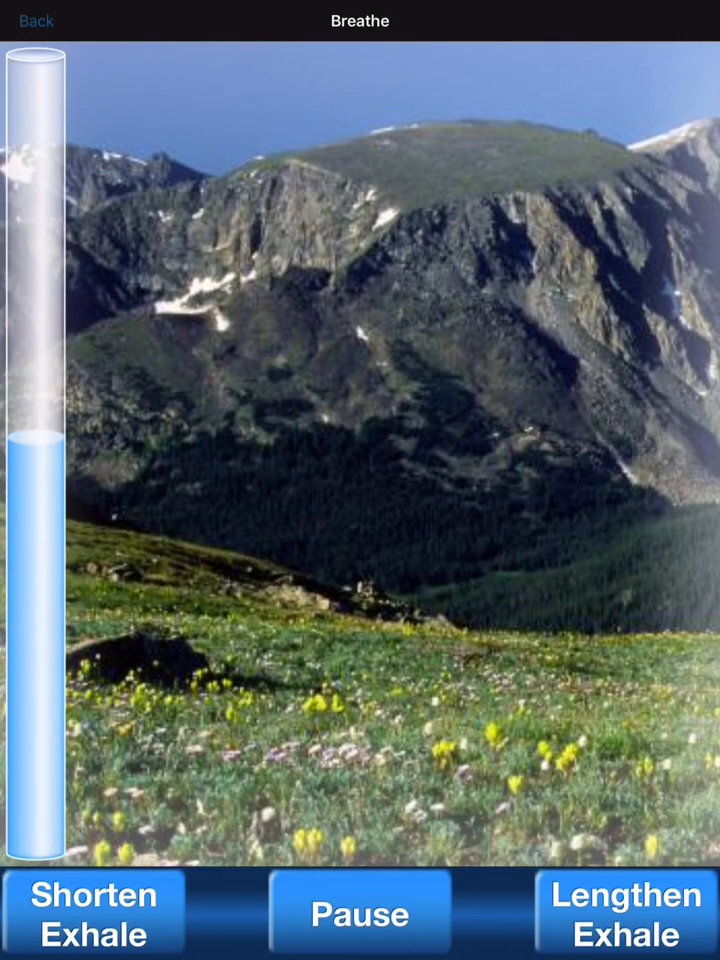 Back
Breathe
Shorten
Exhale
Pause
Lengthen
Exhale